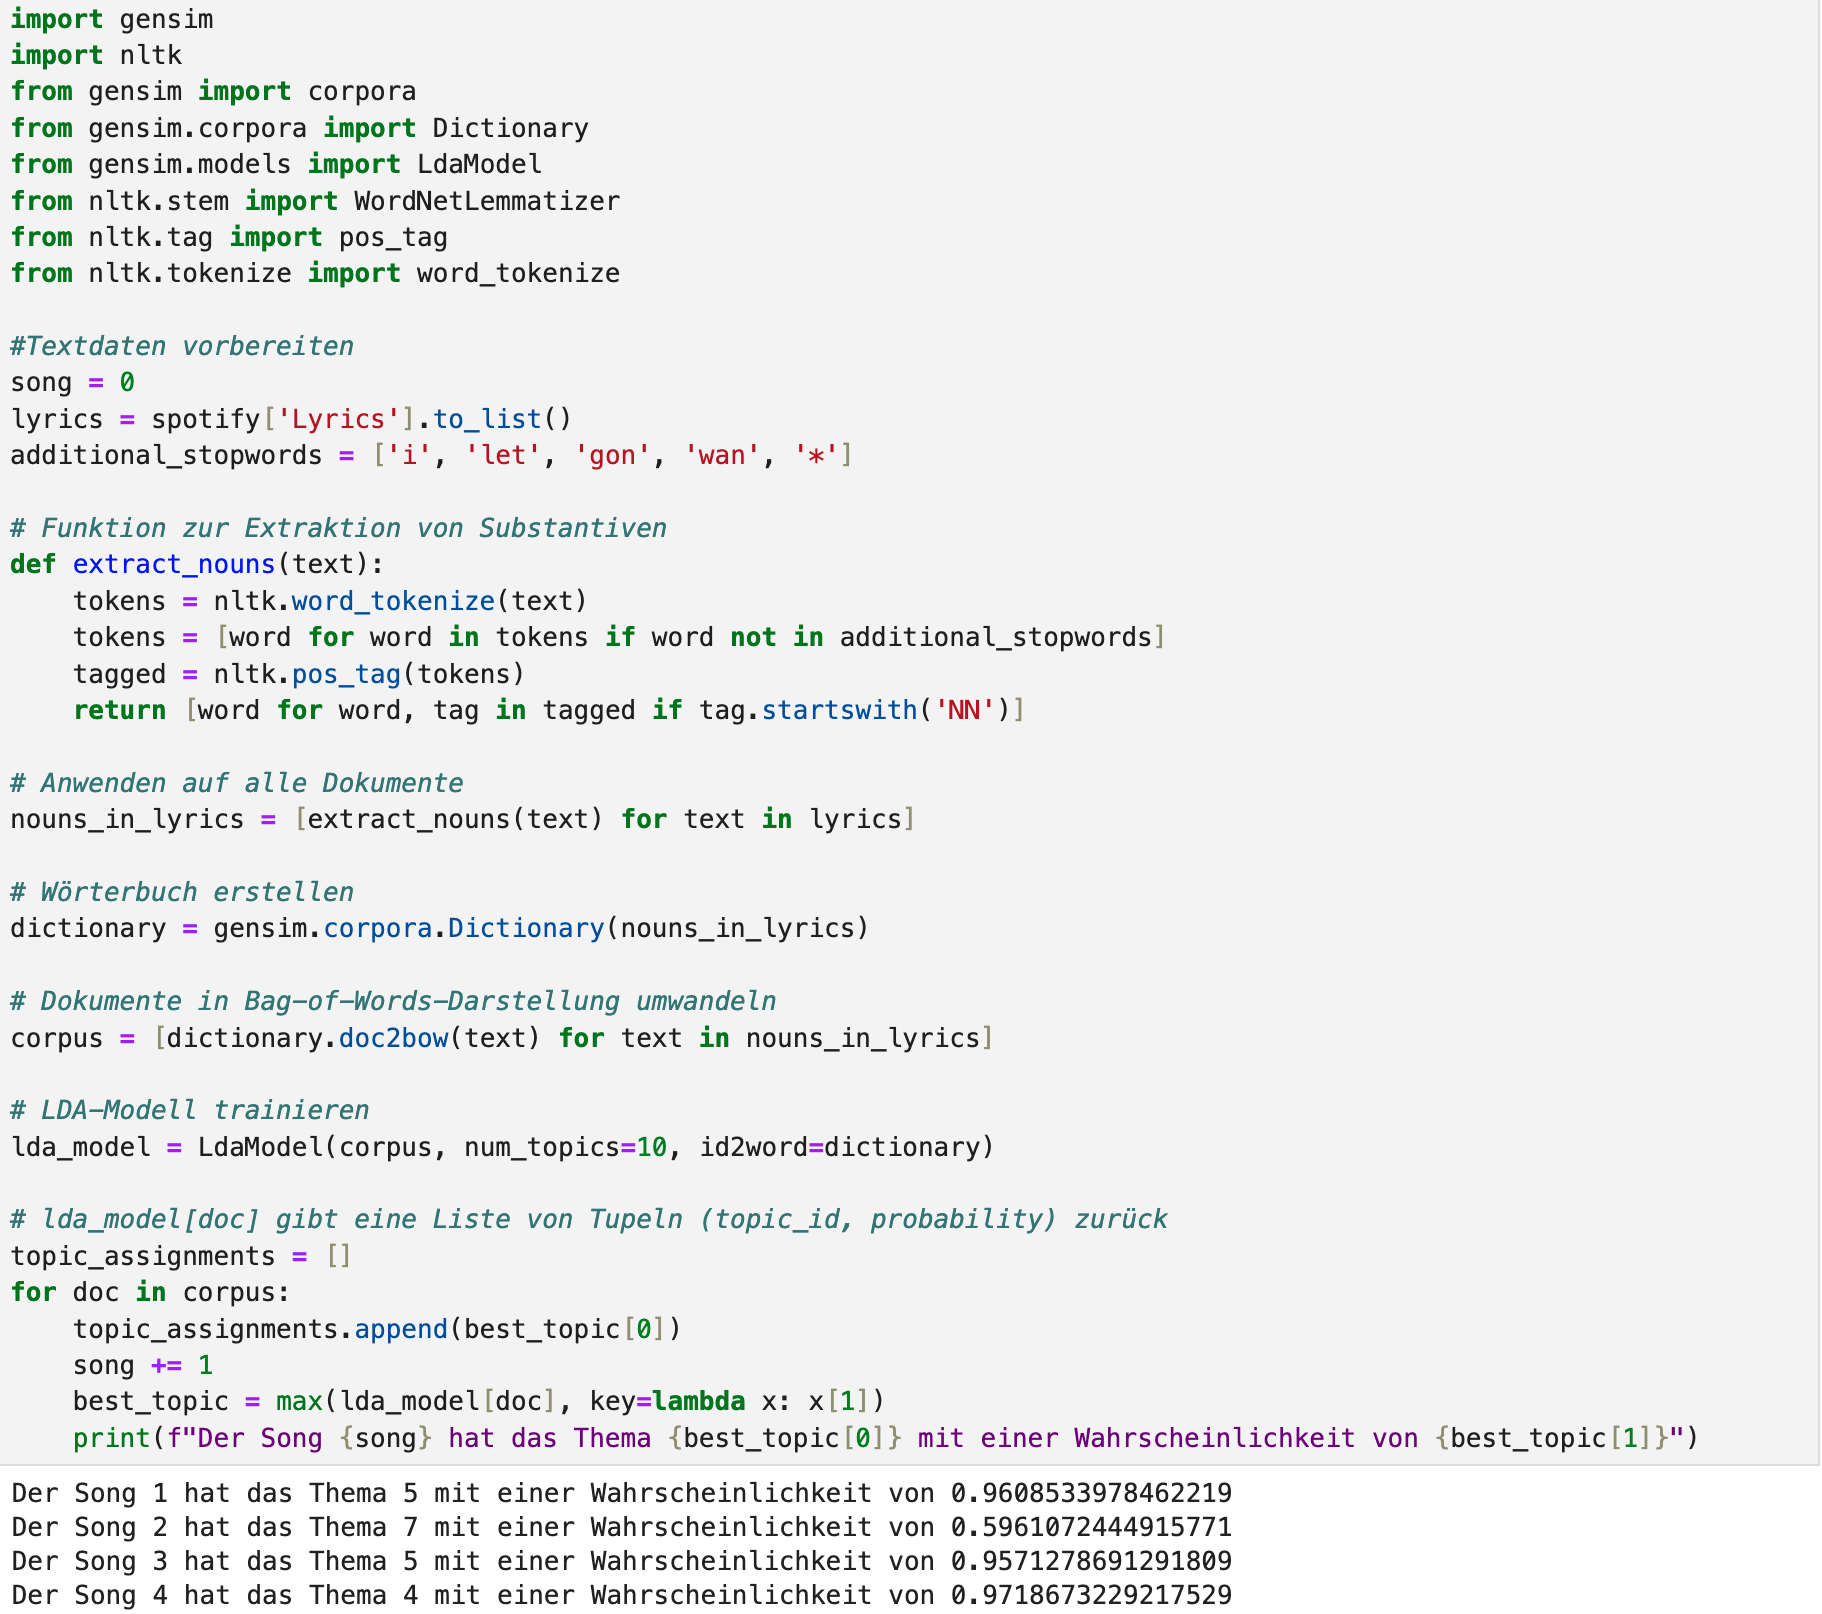 import gensim
import nltk
from gensim import corpora
from gensim.corpora import Dictionary
from gensim.models import LdaModel
from nltk.stem import WordNetLemmatizer
from nltk.tag import pos_tag
from nltk.tokenize import word_tokenize

#Textdaten vorbereiten
song = 0
lyrics = spotify['Lyrics'].to_list()
additional_stopwords = ['i', 'let', 'gon', 'wan', '*']

# Funktion zur Extraktion von Substantiven
def extract_nouns(text):
    tokens = nltk.word_tokenize(text)
    tokens = [word for word in tokens if word not in additional_stopwords]
    tagged = nltk.pos_tag(tokens)
    return [word for word, tag in tagged if tag.startswith('NN')]

# Anwenden auf alle Dokumente
nouns_in_lyrics = [extract_nouns(text) for text in lyrics]

# Wörterbuch erstellen
dictionary = gensim.corpora.Dictionary(nouns_in_lyrics)

# Dokumente in Bag-of-Words-Darstellung umwandeln
corpus = [dictionary.doc2bow(text) for text in nouns_in_lyrics]

# LDA-Modell trainieren
lda_model = LdaModel(corpus, num_topics=10, id2word=dictionary)

# lda_model[doc] gibt eine Liste von Tupeln (topic_id, probability) zurück
topic_assignments = []
for doc in corpus:
    topic_assignments.append(best_topic[0])
    song += 1
    best_topic = max(lda_model[doc], key=lambda x: x[1])
    print(f"Der Song {song} hat das Thema {best_topic[0]} mit einer Wahrscheinlichkeit von {best_topic[1]}")
Der Song 1 hat das Thema 5 mit einer Wahrscheinlichkeit von 0.9608533978462219
Der Song 2 hat das Thema 7 mit einer Wahrscheinlichkeit von 0.5961072444915771
Der Song 3 hat das Thema 5 mit einer Wahrscheinlichkeit von 0.9571278691291809
Der Song 4 hat das Thema 4 mit einer Wahrscheinlichkeit von 0.9718673229217529